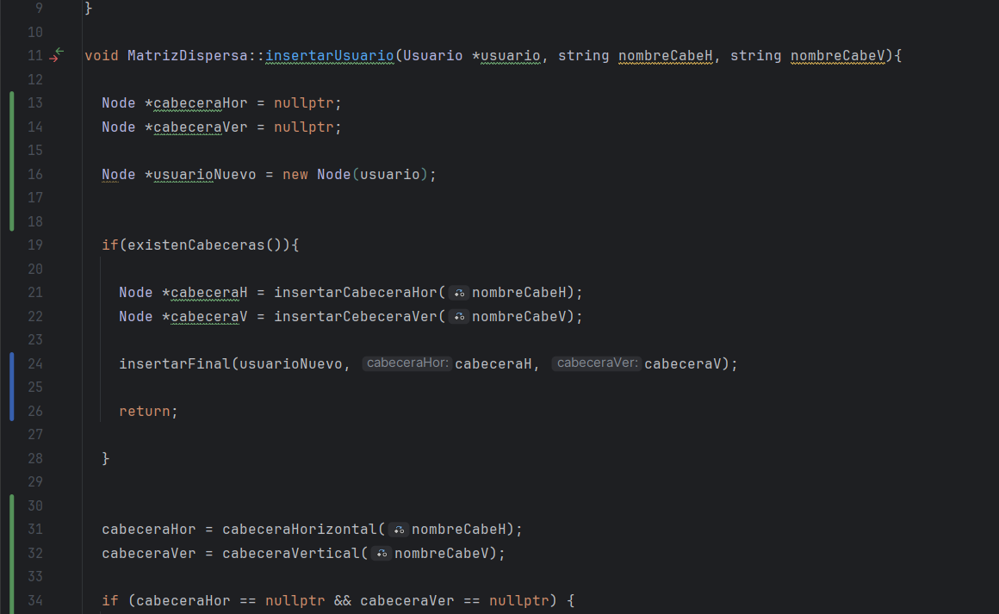 9 }
10
11 void MatrizDispersa::insertarUsuario(Usuario *usuario, string nombreCabeH, string nombreCabeV){
12
13 Node *cabeceraHor = nullptr;
14 Node *cabeceraVer = nullptr;
15
16 Node *usuarioNuevo = new Node(usuario);
17
18
19 if(existenCabeceras()){
20
21 Node *cabeceraH = insertarCabeceraHor(nombreCabeH);
22 Node *cabeceraV = insertarCebeceraVer(nombreCabeV);
23
24 insertarFinal(usuarioNuevo, cabeceraHor: cabeceraH, cabeceraVer: cabeceraV);
25
26 return;
27
28 }
29
30
31 cabeceraHor = cabeceraHorizontal(nombreCabeH);
32 cabeceraVer = cabeceraVertical(nombreCabeV);
33
34 if (cabeceraHor == nullptr && cabeceraVer == nullptr) {